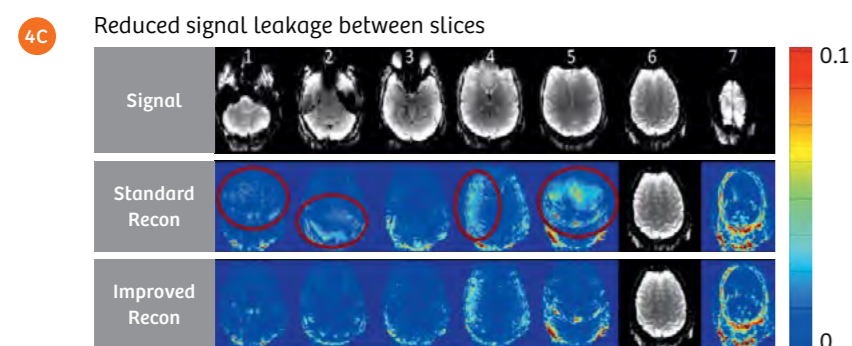 4C
Reduced signal leakage between slices
Signal
1 2 3 4 5 6 7
0.1
Standard
Recon
Improved
Recon
0